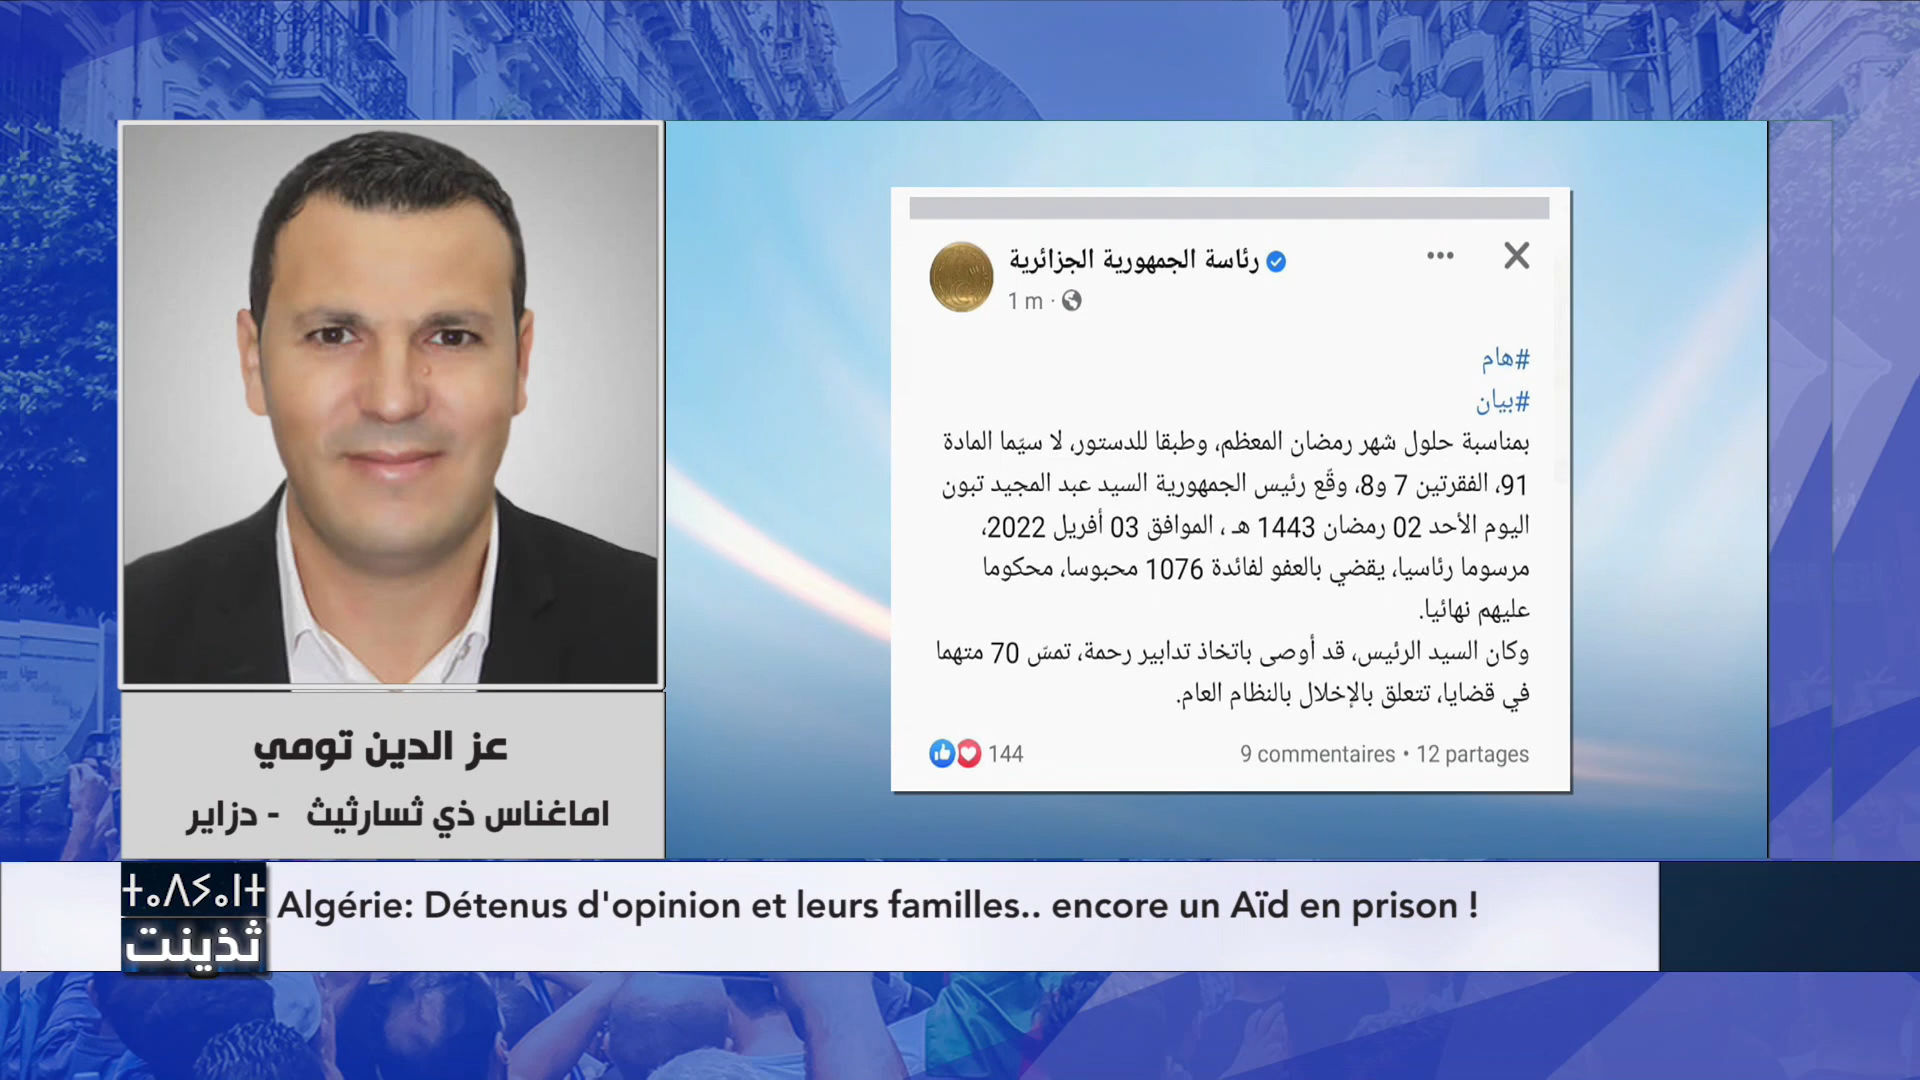 رئاسة الجمهورية الجزائرية
1 m ·
#هام
#بيان
بمناسبة حلول شهر رمضان المعظم، وطبقا للدستور، لا سيّما المادة
91، الفقرتين 7 و8، وقّع رئيس الجمهورية السيد عبد المجيد تبون
اليوم الأحد 02 رمضان 1443 هـ ، الموافق 03 أفريل 2022،
مرسوما رئاسيا، يقضي بالعفو لفائدة 1076 محبوسا، محكوما
عليهم نهائيا.
وكان السيد الرئيس، قد أوصى باتخاذ تدابير رحمة، تمسّ 70 متهما
في قضايا، تتعلق بالإخلال بالنظام العام.
144
9 commentaires • 12 partages
عز الدين تومي
اماغناس ذي ثسارثيث - دزاير
ⵜⴰⴷⵢⴰⵏⵜ
ثذينت
Algérie: Détenus d'opinion et leurs familles.. encore un Aïd en prison !